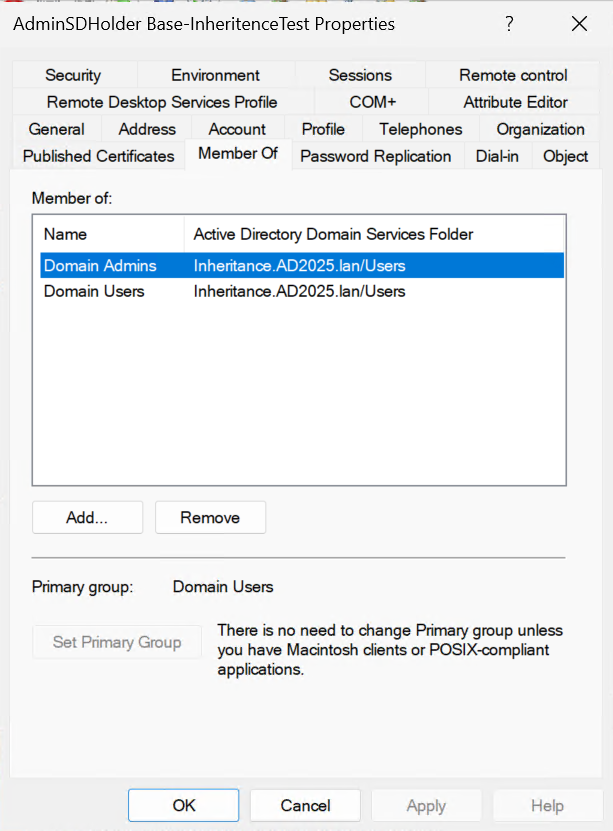 AdminSDHolder Base-InheritenceTest Properties ?
Security Environment Sessions Remote control
Remote Desktop Services Profile COM+ Attribute Editor
General Address Account Profile Telephones Organization
Published Certificates Member Of Password Replication Dial-in Object
Member of:
Name Active Directory Domain Services Folder
Domain Admins Inheritance.AD2025.lan/Users
Domain Users Inheritance.AD2025.lan/Users
Add... Remove
Primary group: Domain Users
Set Primary Group
There is no need to change Primary group unless
you have Macintosh clients or POSIX-compliant
applications.
OK Cancel Apply Help